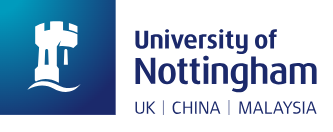 University of
Nottingham
UK | CHINA | MALAYSIA